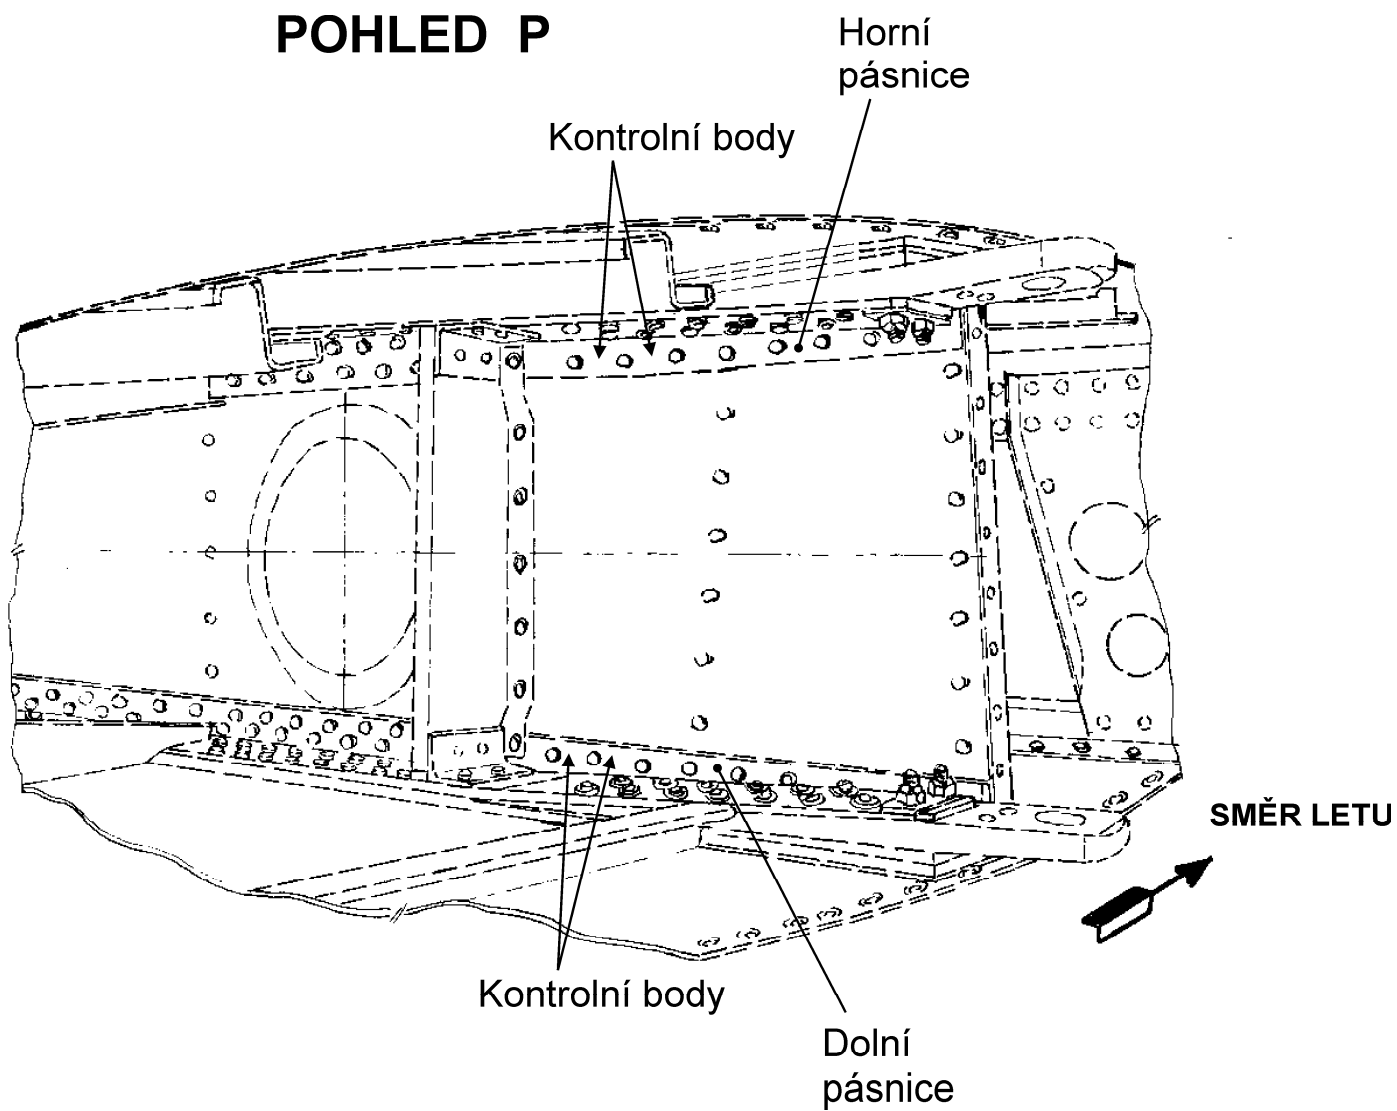 POHLED P
Horní
pásnice
Kontrolní body
SMĚR LETU
Kontrolní body
Dolní
pásnice